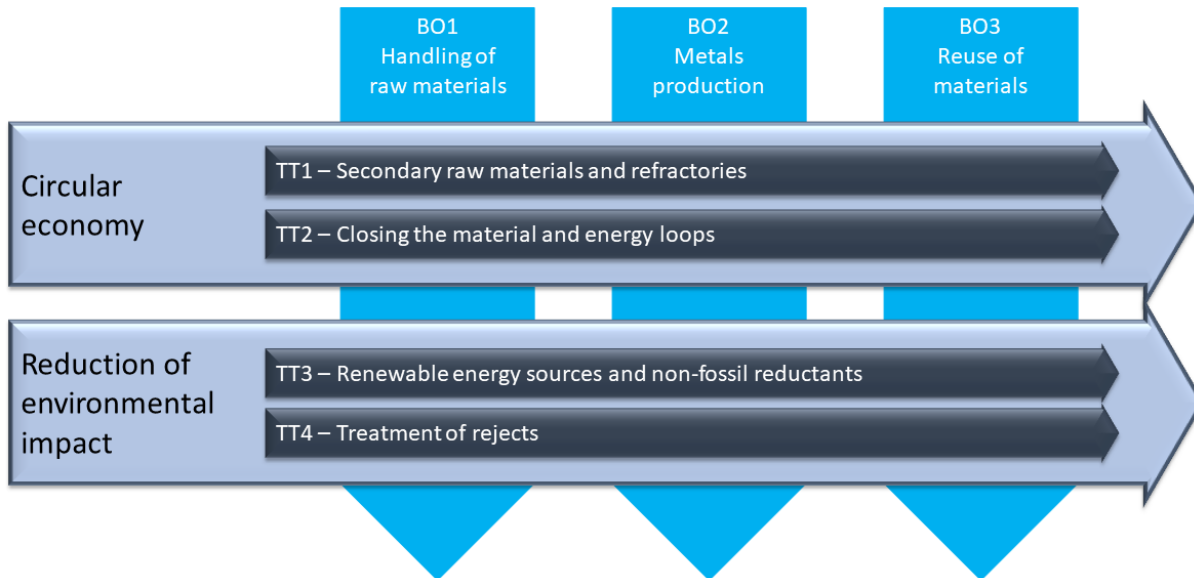 BO1
Handling of
raw materials
BO2
Metals
production
BO3
Reuse of
materials
Circular
economy
TT1 – Secondary raw materials and refractories
TT2 – Closing the material and energy loops
Reduction of
environmental
impact
TT3 – Renewable energy sources and non-fossil reductants
TT4 – Treatment of rejects